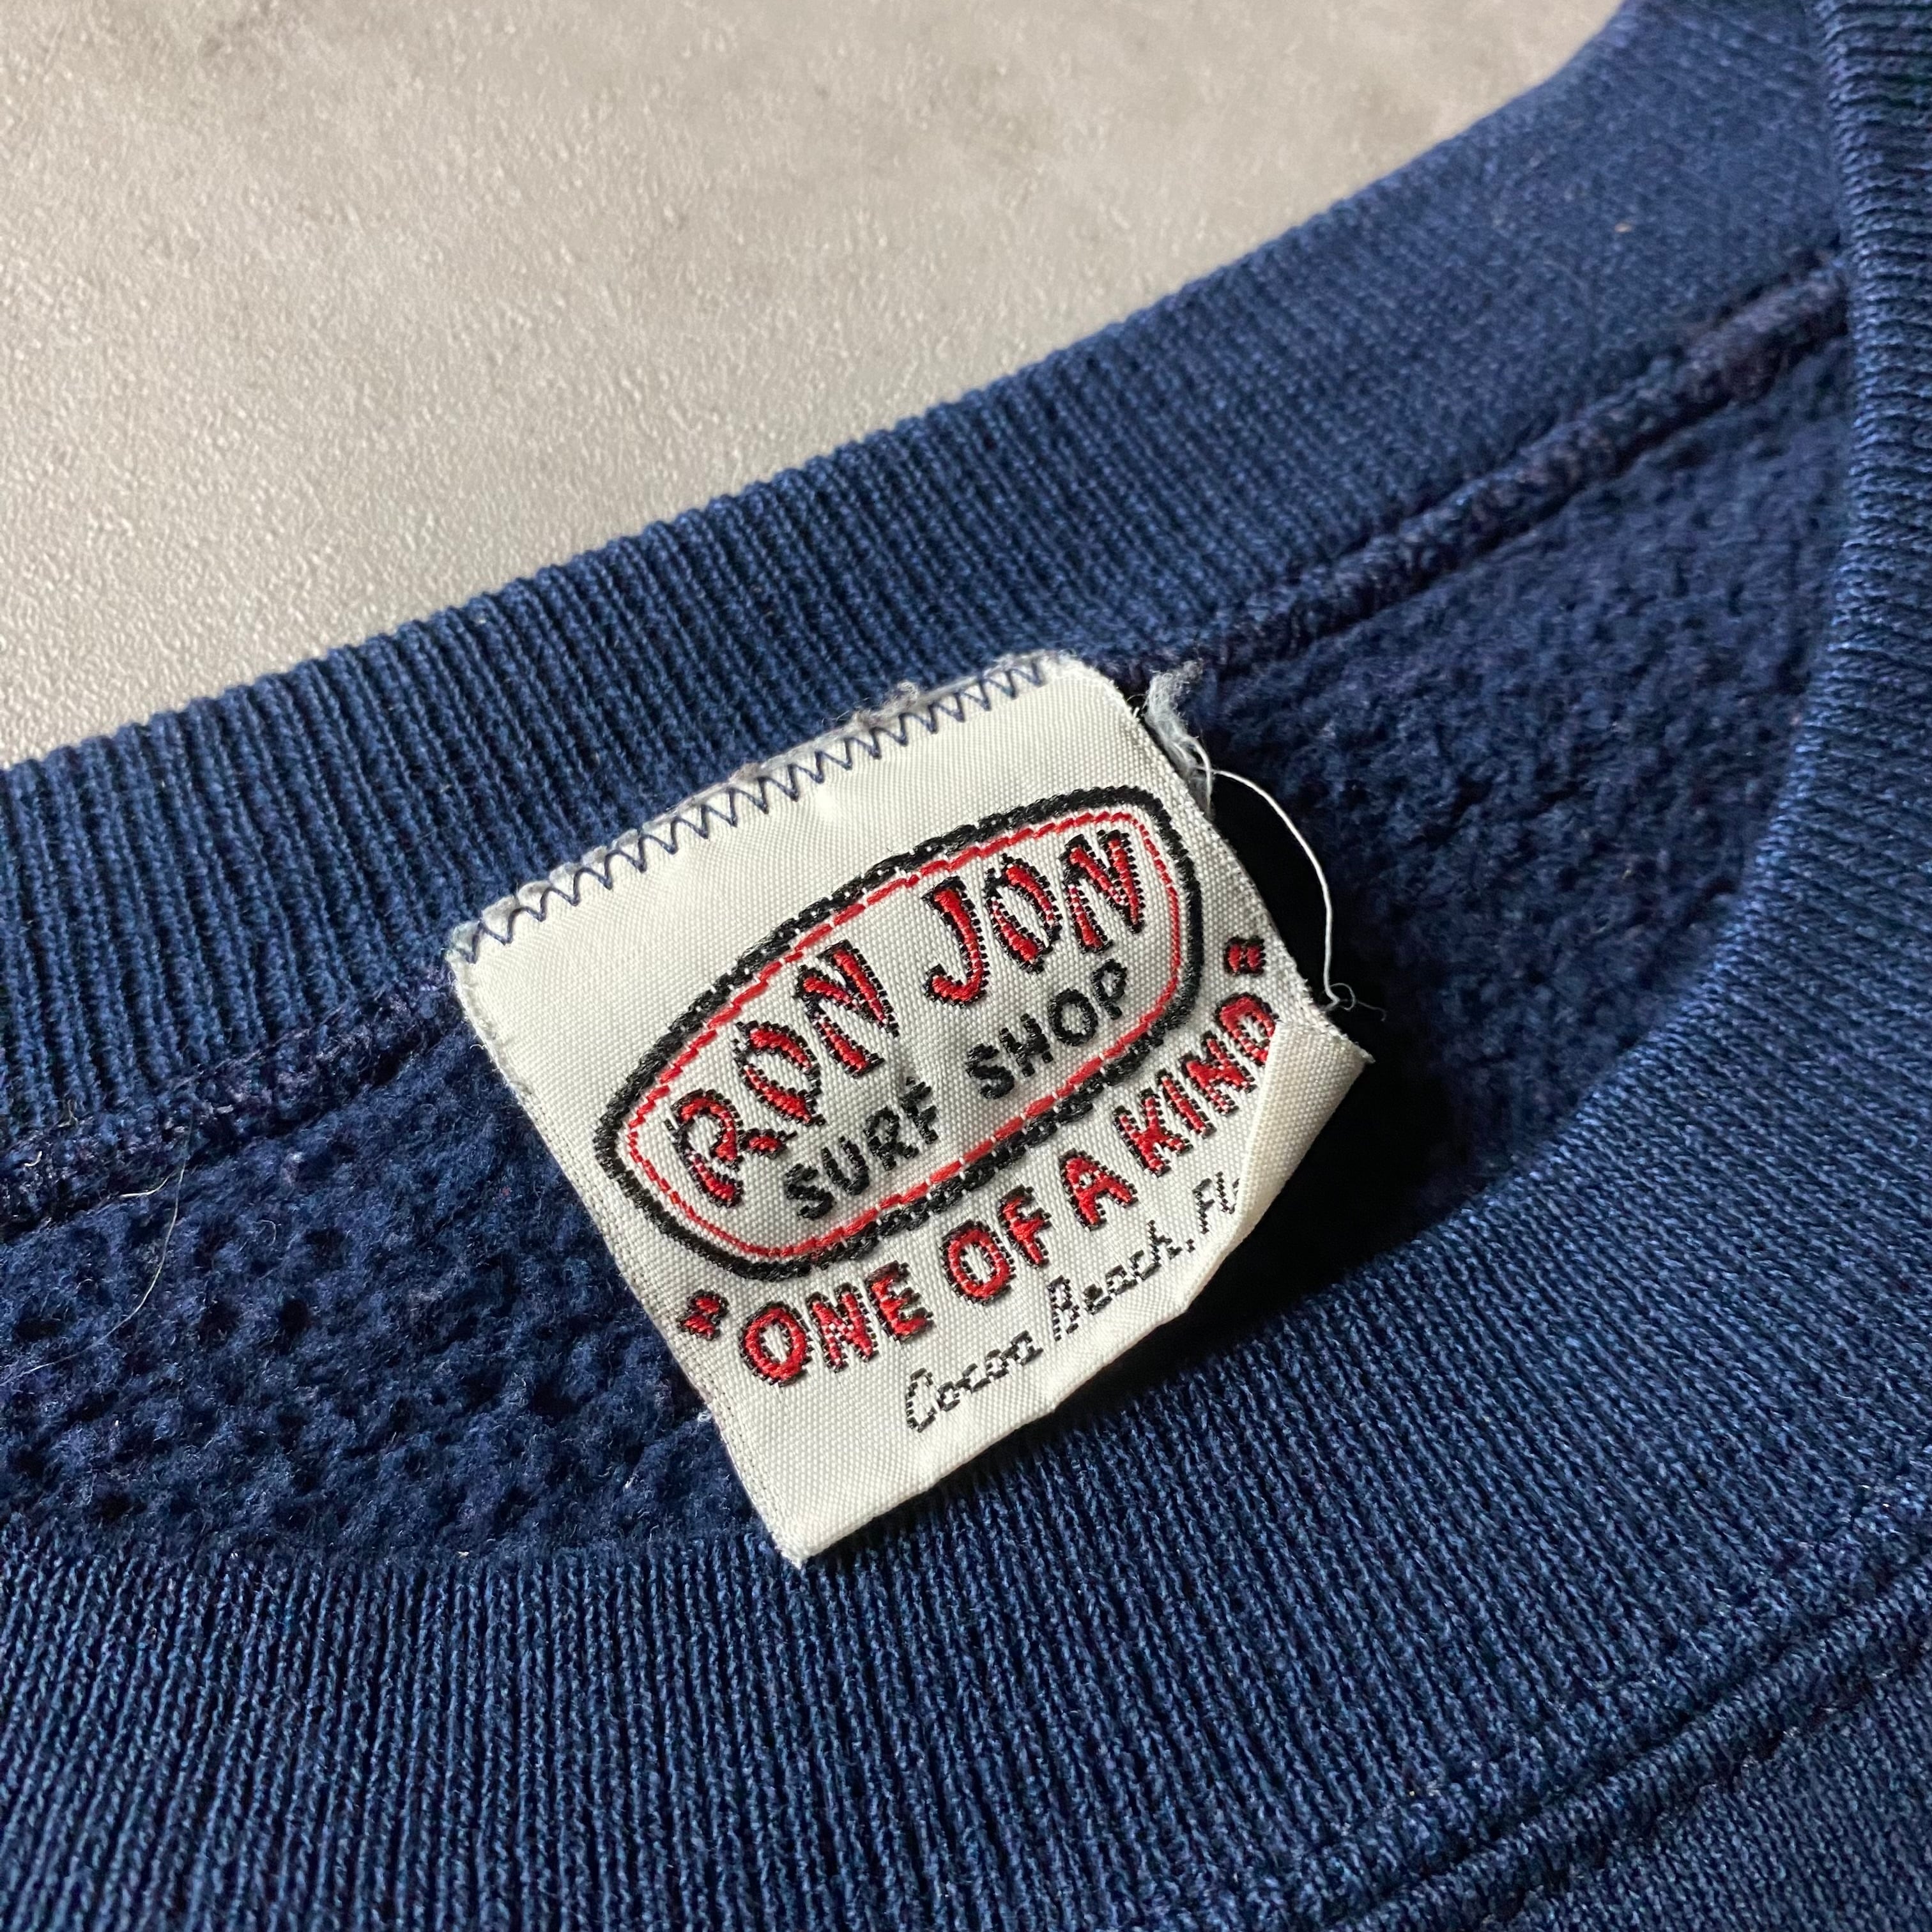 RON JON
SURF SHOP
"ONE OF A KIND"
Cocoa Beach, FL